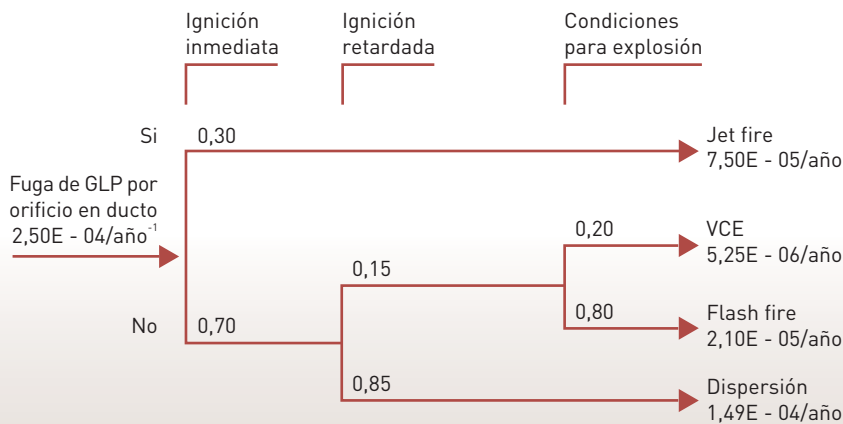 Ignición
inmediata
Ignición
retardada
Condiciones
para explosión
Si
0,30
Jet fire
7,50E - 05/año
Fuga de GLP por
orificio en ducto
2,50E - 04/año⁻¹
0,20
VCE
5,25E - 06/año
0,15
No
0,70
0,80
Flash fire
2,10E - 05/año
0,85
Dispersión
1,49E - 04/año